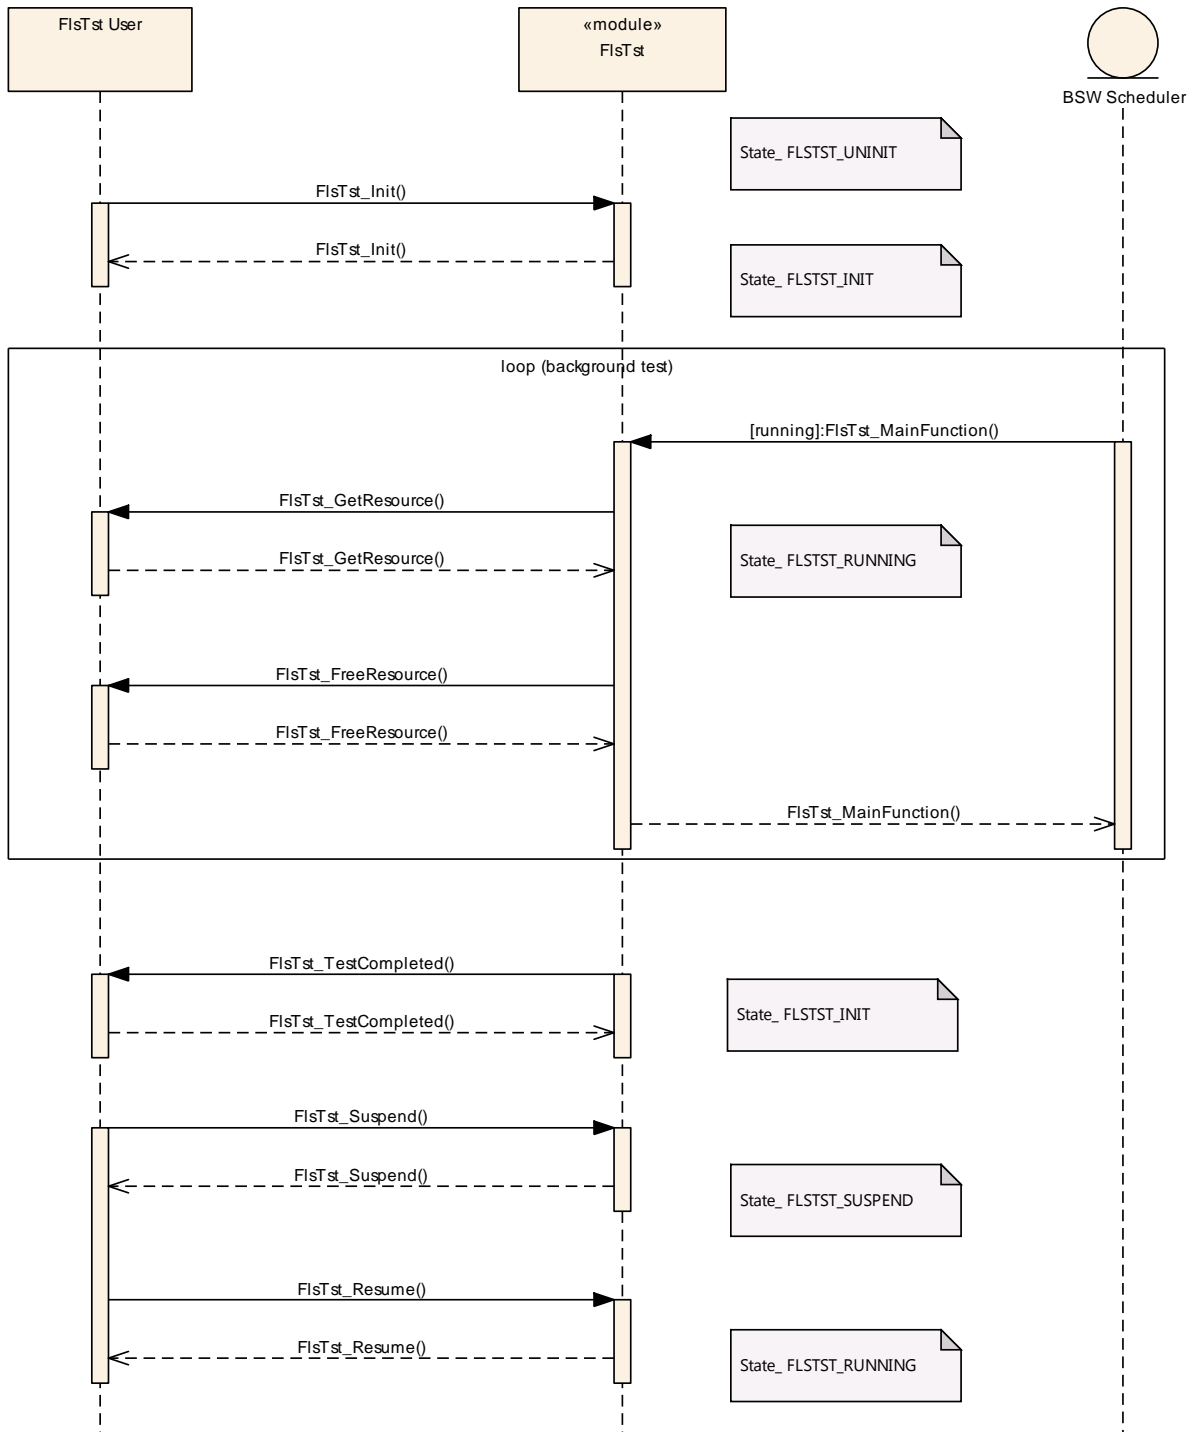 FlsTst User
«module»
FlsTst
BSW Scheduler
State_ FLSTST_UNINIT
FlsTst_Init()
FlsTst_Init()
State_ FLSTST_INIT
loop (background test)
[running]:FlsTst_MainFunction()
FlsTst_GetResource()
FlsTst_GetResource()
State_ FLSTST_RUNNING
FlsTst_FreeResource()
FlsTst_FreeResource()
FlsTst_MainFunction()
FlsTst_TestCompleted()
FlsTst_TestCompleted()
State_ FLSTST_INIT
FlsTst_Suspend()
FlsTst_Suspend()
State_ FLSTST_SUSPEND
FlsTst_Resume()
FlsTst_Resume()
State_ FLSTST_RUNNING